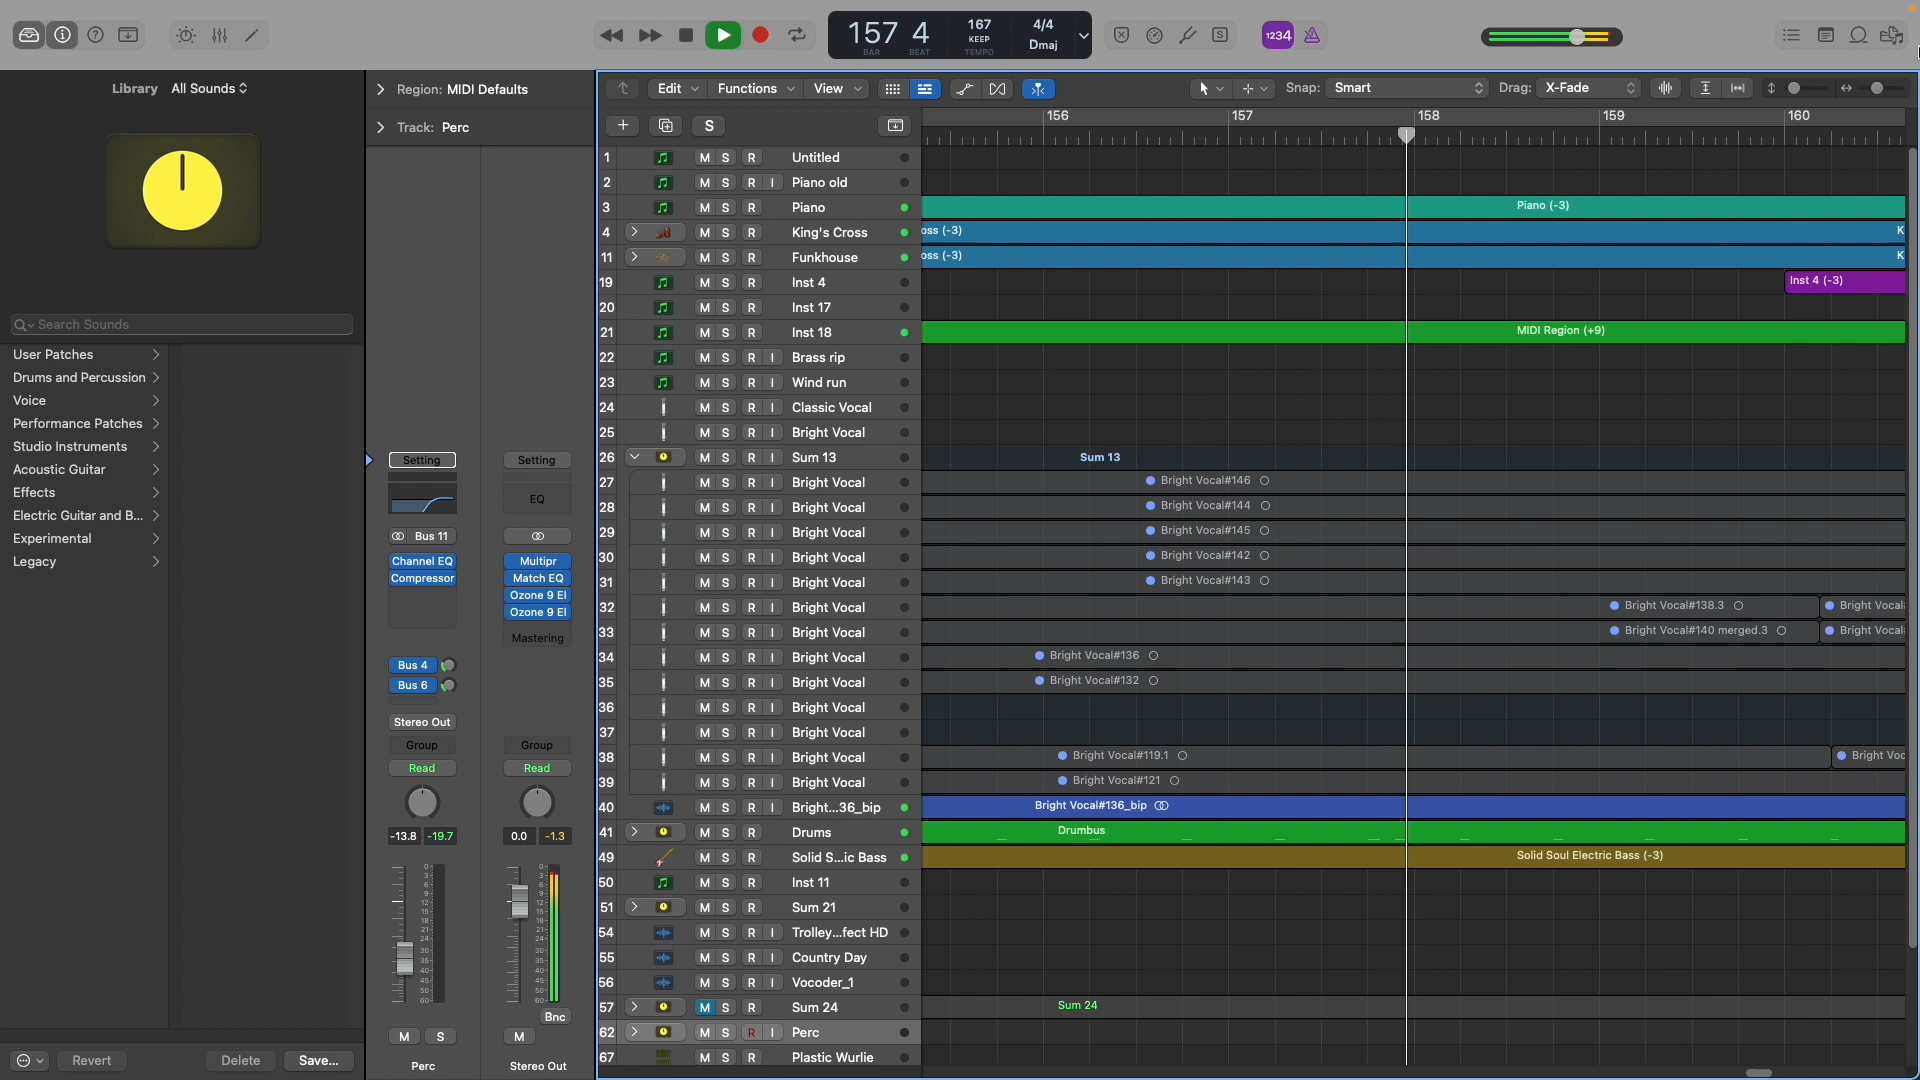 157 4
BAR BEAT
167
KEEP
TEMPO
4/4
Dmaj
1234
Library All Sounds
Search Sounds
User Patches
Drums and Percussion
Voice
Performance Patches
Studio Instruments
Acoustic Guitar
Effects
Electric Guitar and B...
Experimental
Legacy
Revert
Delete
Save...
Region: MIDI Defaults
Track: Perc
Setting
Bus 11
Channel EQ
Compressor
Bus 4
Bus 6
Stereo Out
Group
Read
-13.8 -19.7
M S
Perc
Setting
EQ
Multipr
Match EQ
Ozone 9 El
Ozone 9 El
Mastering
Group
Read
0.0 -1.3
Bnc
M
Stereo Out
Edit Functions View
Snap: Smart
Drag: X-Fade
S
156 157 158 159 160
1 M S R Untitled
2 M S R I Piano old
3 M S R Piano Piano (-3)
4 M S R King's Cross oss (-3) K
11 M S R Funkhouse oss (-3) K
19 M S R Inst 4 Inst 4 (-3)
20 M S R Inst 17
21 M S R Inst 18 MIDI Region (+9)
22 M S R I Brass rip
23 M S R I Wind run
24 M S R I Classic Vocal
25 M S R I Bright Vocal
26 M S R Sum 13 Sum 13
27 M S R I Bright Vocal Bright Vocal#146
28 M S R I Bright Vocal Bright Vocal#144
29 M S R I Bright Vocal Bright Vocal#145
30 M S R I Bright Vocal Bright Vocal#142
31 M S R I Bright Vocal Bright Vocal#143
32 M S R I Bright Vocal Bright Vocal#138.3 Bright Vocal
33 M S R I Bright Vocal Bright Vocal#140 merged.3 Bright Vocal
34 M S R I Bright Vocal Bright Vocal#136
35 M S R I Bright Vocal Bright Vocal#132
36 M S R I Bright Vocal
37 M S R I Bright Vocal
38 M S R I Bright Vocal Bright Vocal#119.1 Bright Voc
39 M S R I Bright Vocal Bright Vocal#121
40 M S R I Bright...36_bip Bright Vocal#136_bip
41 M S R Drums Drumbus
49 M S R Solid S...ic Bass Solid Soul Electric Bass (-3)
50 M S R Inst 11
51 M S R Sum 21
54 M S R I Trolley...fect HD
55 M S R I Country Day
56 M S R I Vocoder_1
57 M S R Sum 24 Sum 24
62 M S R I Perc
67 M S R Plastic Wurlie